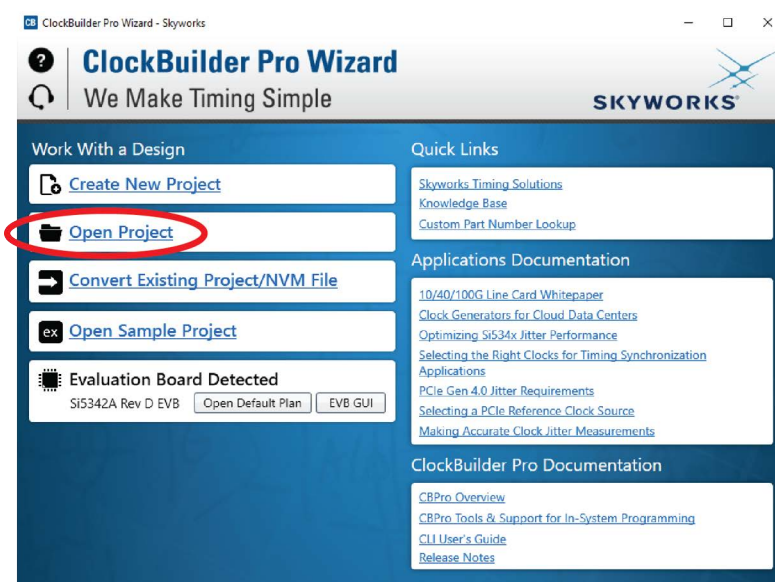 CB ClockBuilder Pro Wizard - Skyworks
ClockBuilder Pro Wizard
We Make Timing Simple
SKYWORKS®
Work With a Design
Create New Project
Open Project
Convert Existing Project/NVM File
ex Open Sample Project
Evaluation Board Detected
Si5342A Rev D EVB Open Default Plan EVB GUI
Quick Links
Skyworks Timing Solutions
Knowledge Base
Custom Part Number Lookup
Applications Documentation
10/40/100G Line Card Whitepaper
Clock Generators for Cloud Data Centers
Optimizing Si534x Jitter Performance
Selecting the Right Clocks for Timing Synchronization
Applications
PCIe Gen 4.0 Jitter Requirements
Selecting a PCIe Reference Clock Source
Making Accurate Clock Jitter Measurements
ClockBuilder Pro Documentation
CBPro Overview
CBPro Tools & Support for In-System Programming
CLI User's Guide
Release Notes